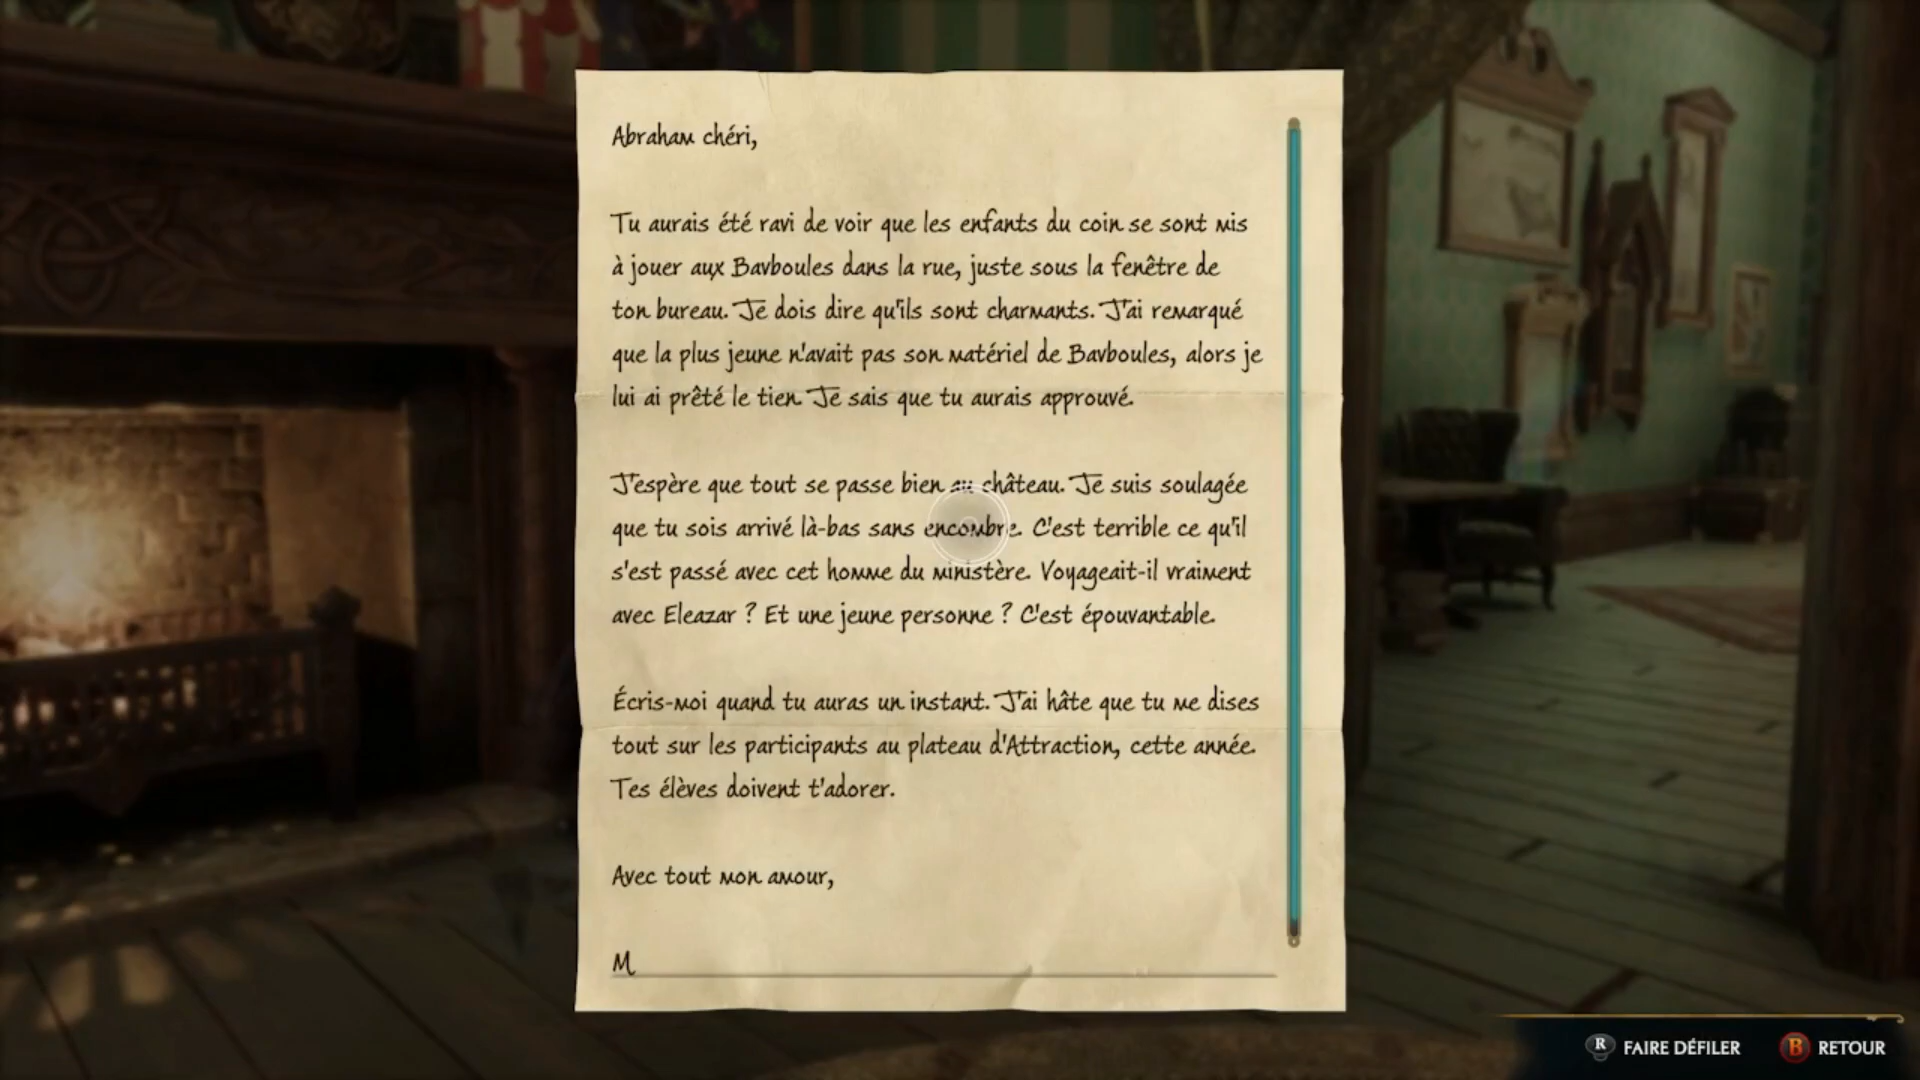 Abraham chéri,
Tu aurais été ravi de voir que les enfants du coin se sont mis
à jouer aux Bavboules dans la rue, juste sous la fenêtre de
ton bureau. Je dois dire qu'ils sont charmants. J'ai remarqué
que la plus jeune n'avait pas son matériel de Bavboules, alors je
lui ai prêté le tien. Je sais que tu aurais approuvé.
J'espère que tout se passe bien au château. Je suis soulagée
que tu sois arrivé là-bas sans encombre. C'est terrible ce qu'il
s'est passé avec cet homme du ministère. Voyageait-il vraiment
avec Eleazar ? Et une jeune personne ? C'est épouvantable.
Écris-moi quand tu auras un instant. J'ai hâte que tu me dises
tout sur les participants au plateau d'Attraction, cette année.
Tes élèves doivent t'adorer.
Avec tout mon amour,
M
R FAIRE DÉFILER B RETOUR